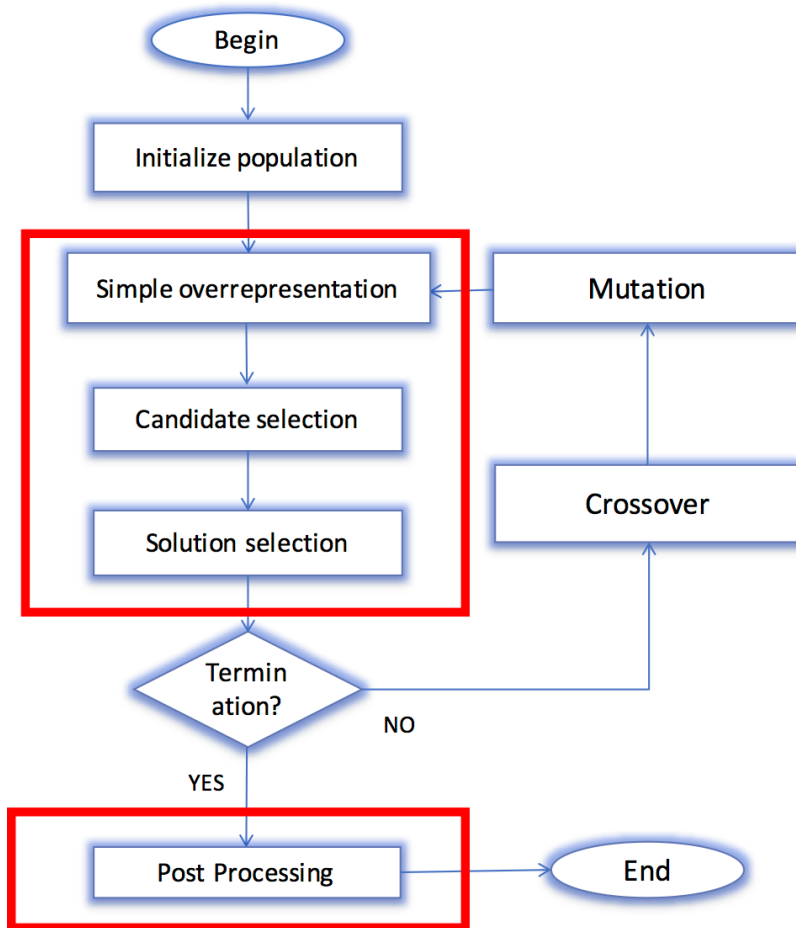 Begin
Initialize population
Simple overrepresentation
Mutation
Candidate selection
Crossover
Solution selection
Termin
ation?
NO
YES
Post Processing
End